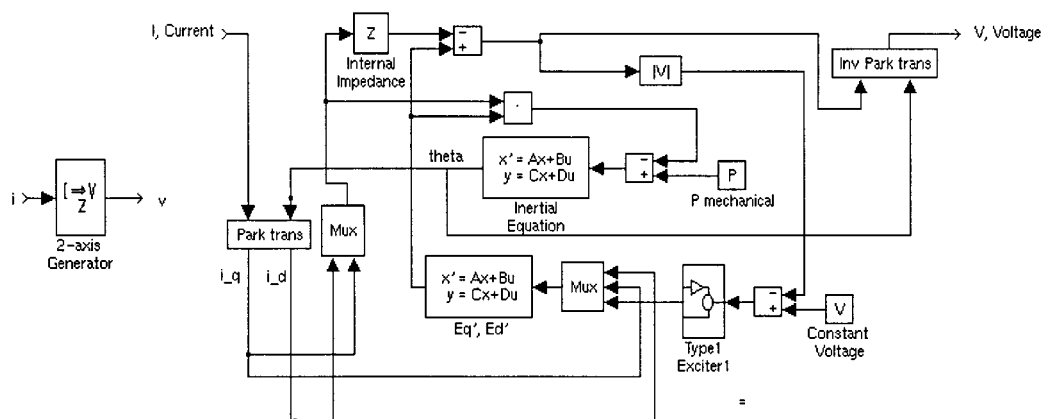 I, Current
Z
Internal
Impedance
−
+
|V|
V, Voltage
Inv Park trans
.
theta
x' = Ax+Bu
y = Cx+Du
Inertial
Equation
−
+
P
P mechanical
i
[ ⇒V
Z
v
2-axis
Generator
Park trans
Mux
i_q
i_d
x' = Ax+Bu
y = Cx+Du
Eq', Ed'
Mux
Type1
Exciter1
−
+
V
Constant
Voltage
=